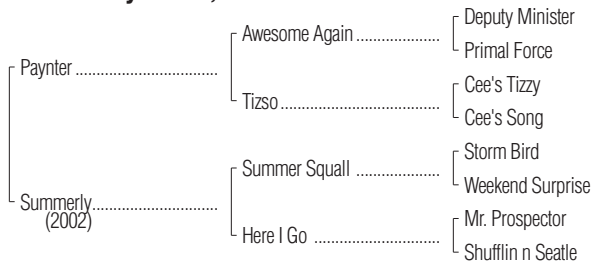 Deputy Minister
Awesome Again ..................
Primal Force
Paynter ...............................
Cee's Tizzy
Tizso ..................................
Cee's Song
Storm Bird
Summer Squall ..................
Weekend Surprise
Summerly...........................
(2002)
Mr. Prospector
Here I Go ...........................
Shufflin n Seatle